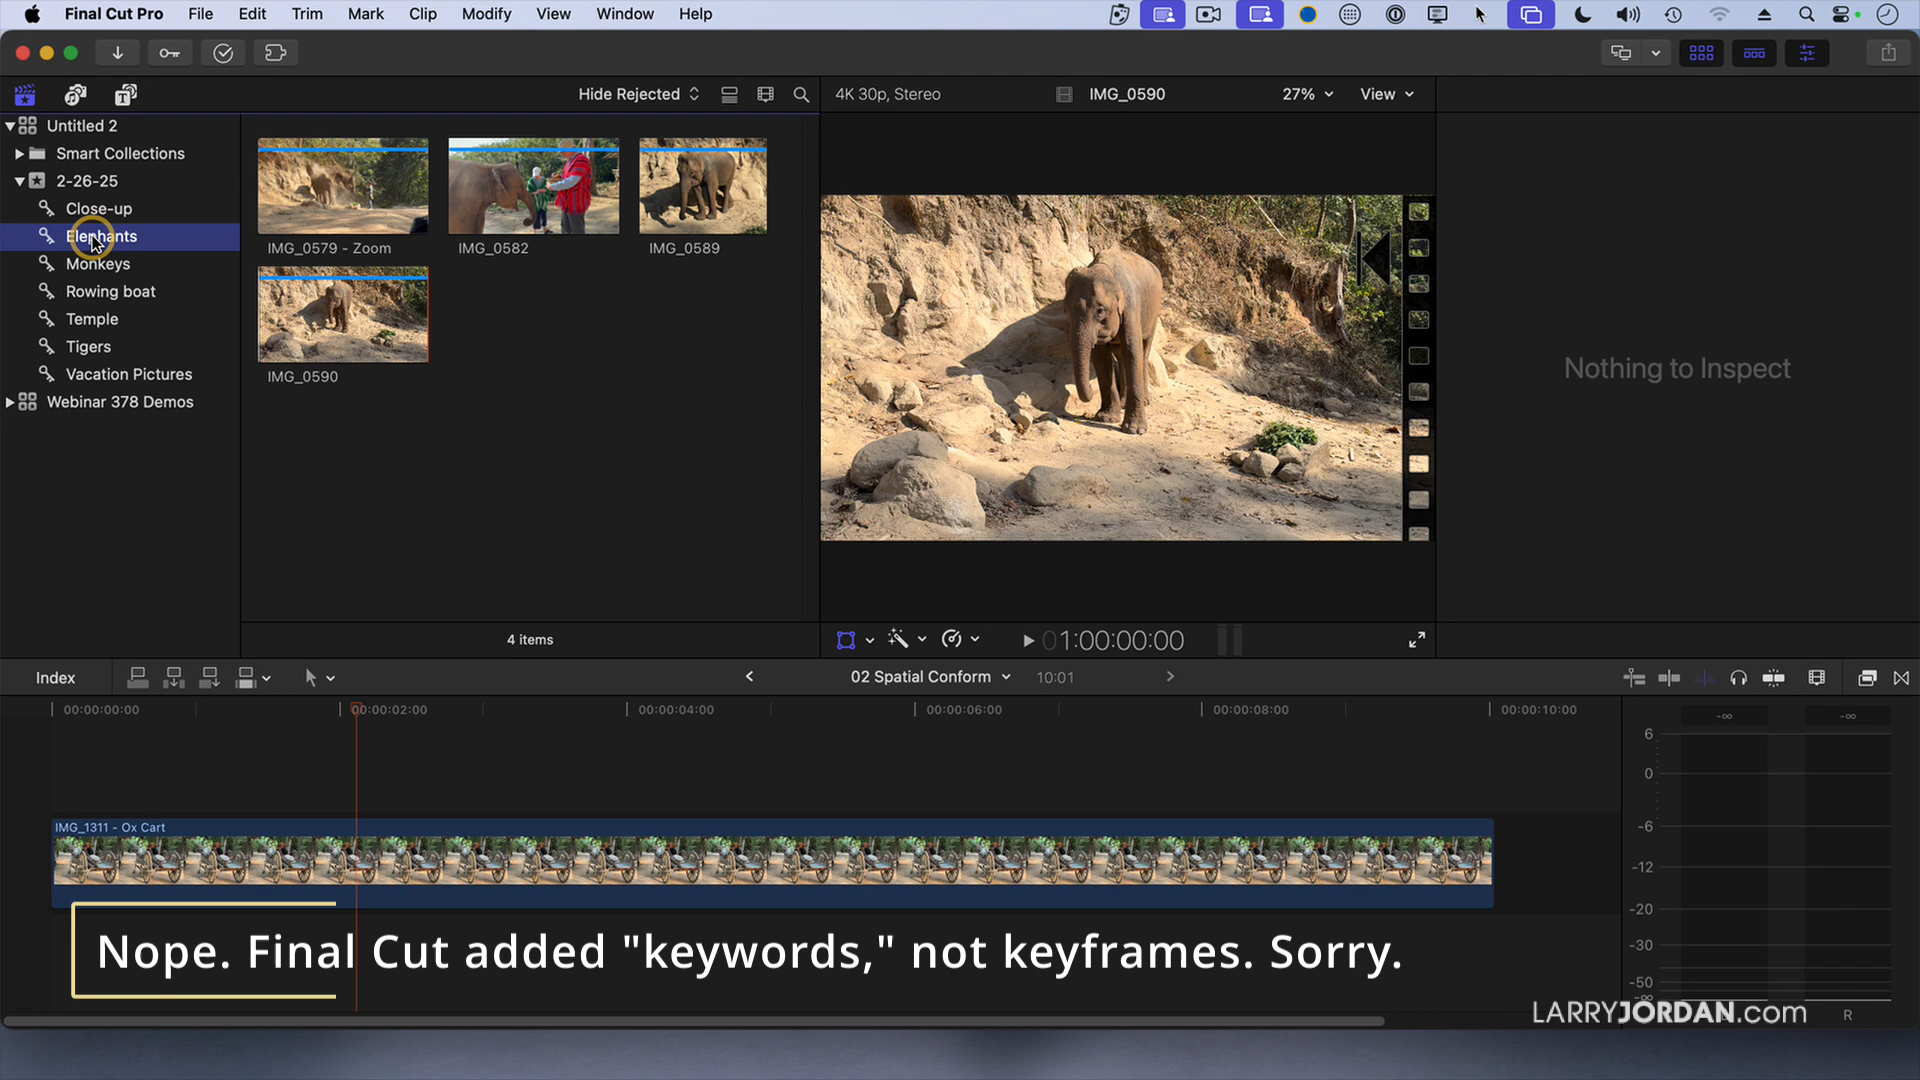 Final Cut Pro File Edit Trim Mark Clip Modify View Window Help
Hide Rejected
4K 30p, Stereo
IMG_0590
27%
View
Untitled 2
Smart Collections
2-26-25
Close-up
Elephants
Monkeys
Rowing boat
Temple
Tigers
Vacation Pictures
Webinar 378 Demos
IMG_0579 - Zoom
IMG_0582
IMG_0589
IMG_0590
Nothing to Inspect
4 items
01:00:00:00
Index
02 Spatial Conform
10:01
00:00:00:00
00:00:02:00
00:00:04:00
00:00:06:00
00:00:08:00
00:00:10:00
-∞
-∞
6
0
-6
-12
-20
-30
-50
-∞
IMG_1311 - Ox Cart
Nope. Final Cut added "keywords," not keyframes. Sorry.
LARRYJORDAN.com
R